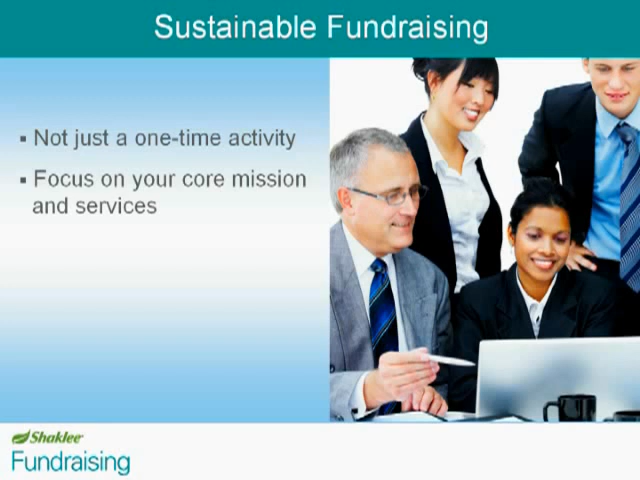 Sustainable Fundraising
▪ Not just a one-time activity
▪ Focus on your core mission
and services
Shaklee
Fundraising